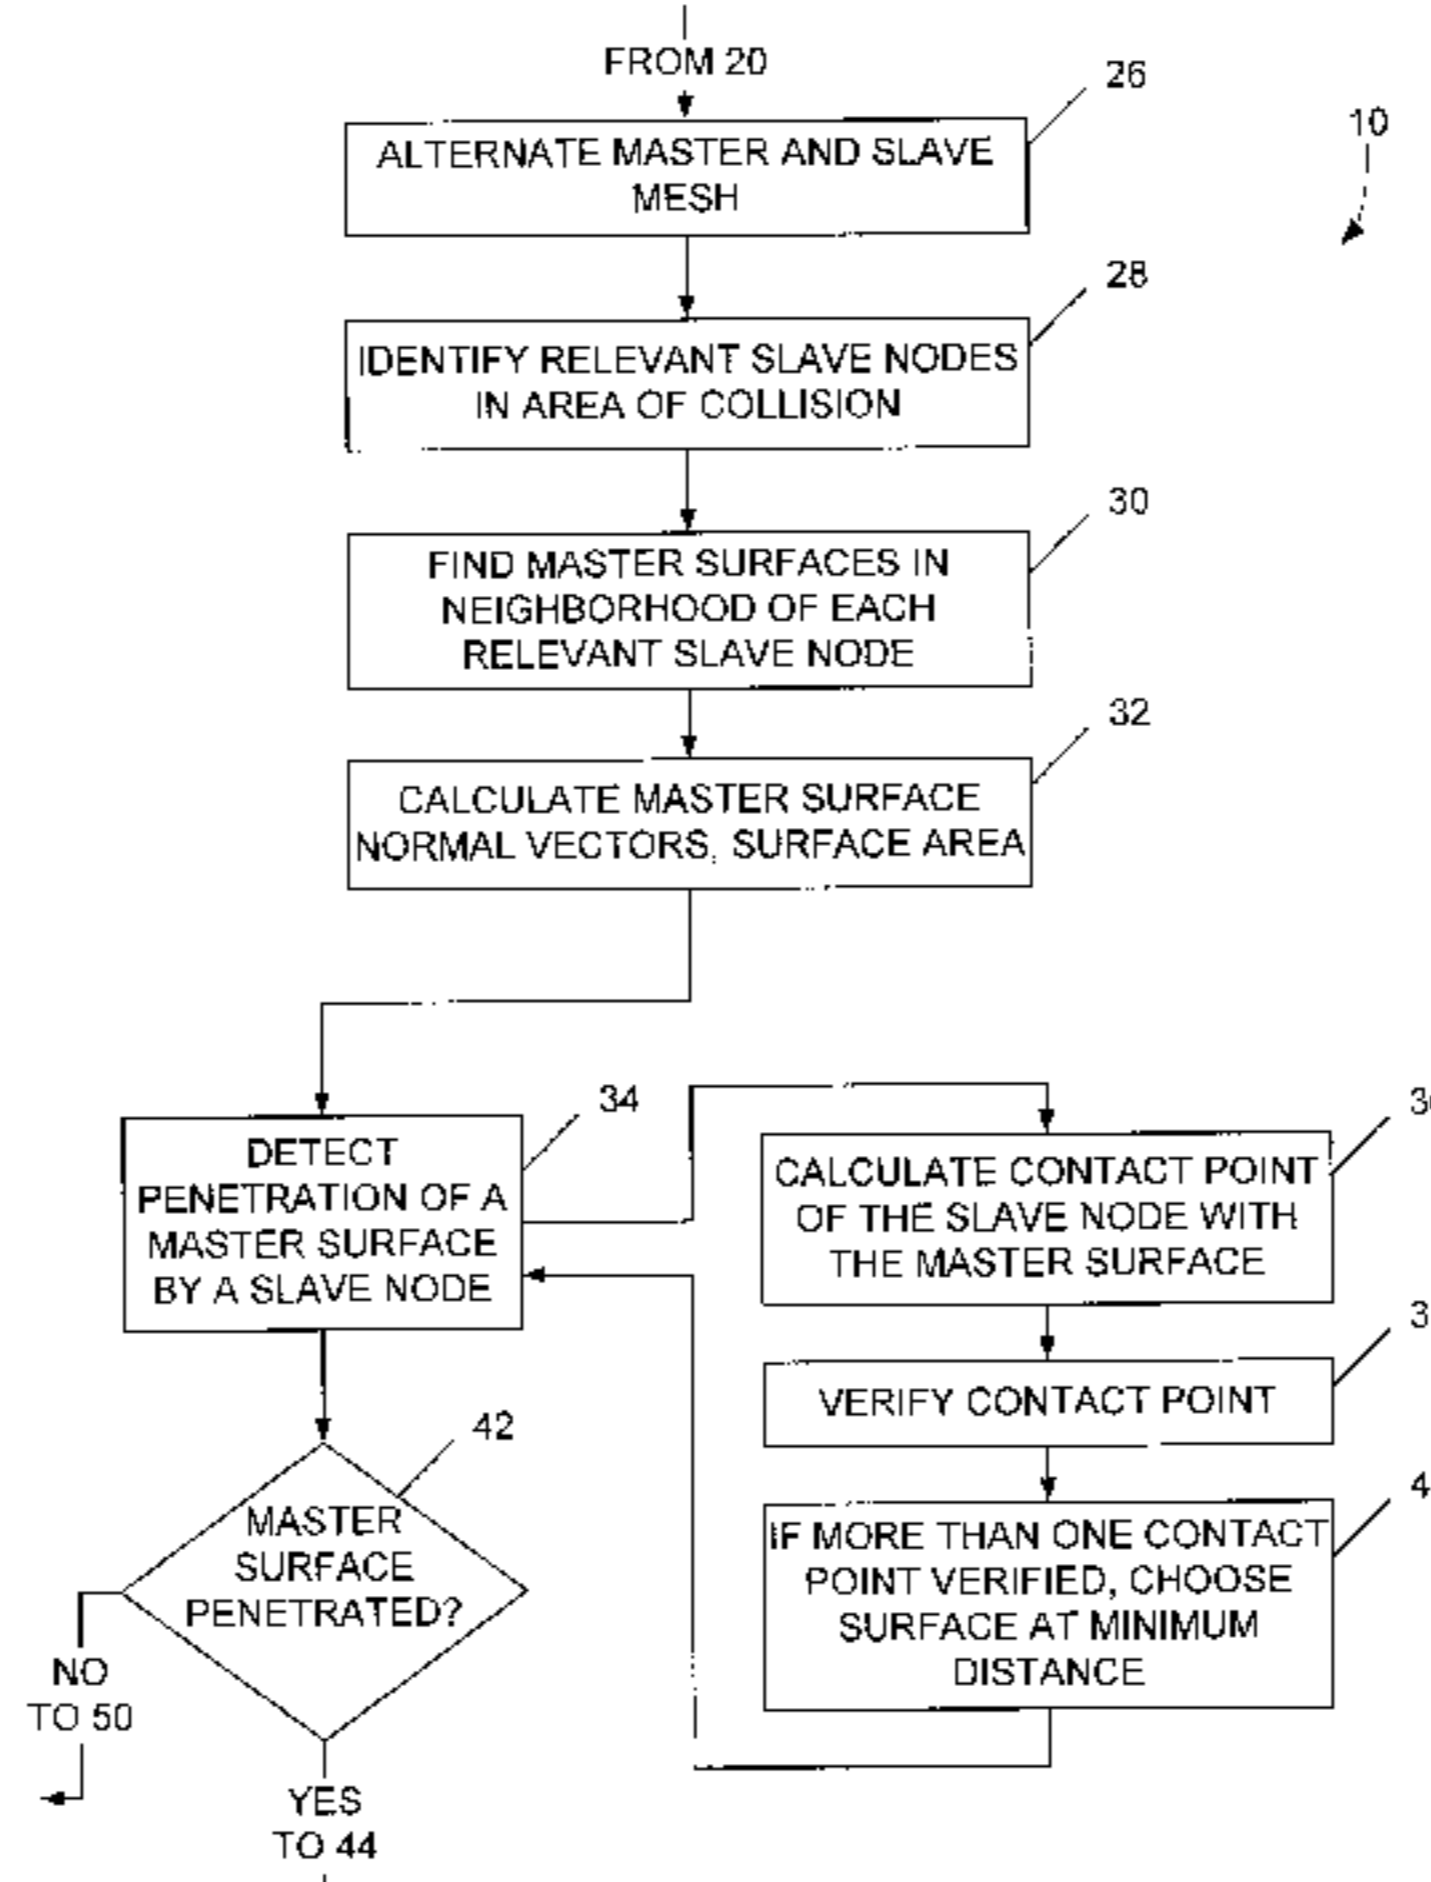 FROM 20
26
10
ALTERNATE MASTER AND SLAVE
MESH
28
IDENTIFY RELEVANT SLAVE NODES
IN AREA OF COLLISION
30
FIND MASTER SURFACES IN
NEIGHBORHOOD OF EACH
RELEVANT SLAVE NODE
32
CALCULATE MASTER SURFACE
NORMAL VECTORS, SURFACE AREA
34
DETECT
PENETRATION OF A
MASTER SURFACE
BY A SLAVE NODE
CALCULATE CONTACT POINT
OF THE SLAVE NODE WITH
THE MASTER SURFACE
VERIFY CONTACT POINT
IF MORE THAN ONE CONTACT
POINT VERIFIED, CHOOSE
SURFACE AT MINIMUM
DISTANCE
42
MASTER
SURFACE
PENETRATED?
NO
TO 50
YES
TO 44